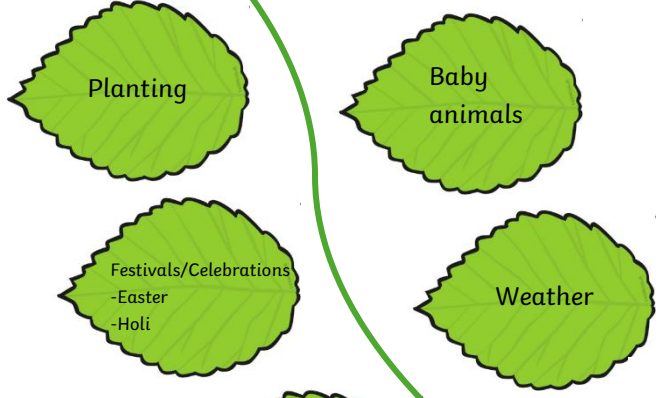 Planting
Baby
animals
Festivals/Celebrations
-Easter
-Holi
Weather